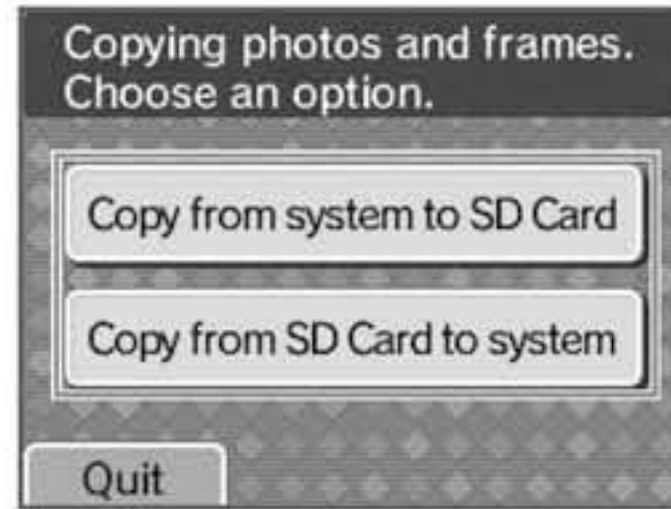 Copying photos and frames.
Choose an option.
Copy from system to SD Card
Copy from SD Card to system
Quit